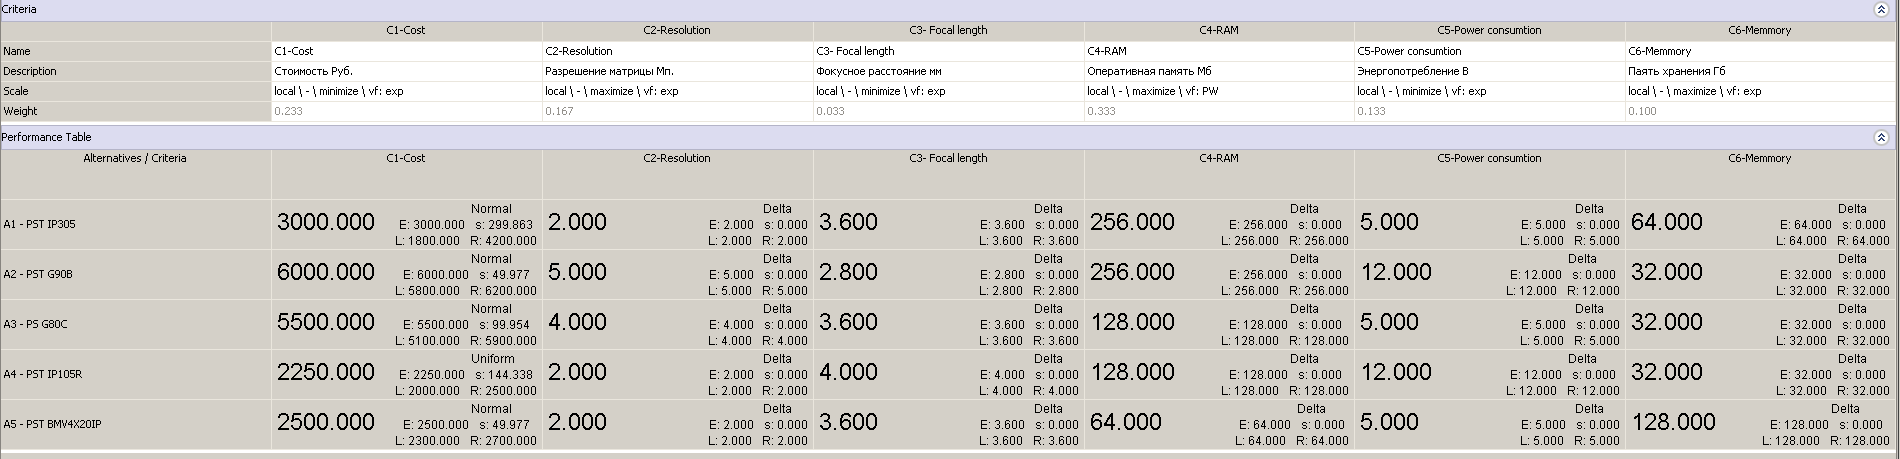 Criteria
C1-Cost C2-Resolution C3- Focal length C4-RAM C5-Power consumtion C6-Memmory
Name C1-Cost C2-Resolution C3- Focal length C4-RAM C5-Power consumtion C6-Memmory
Description Стоимость Руб. Разрешение матрицы Мп. Фокусное расстояние мм Оперативная память Мб Энергопотребление В Паять хранения Гб
Scale local \ - \ minimize \ vf: exp local \ - \ maximize \ vf: exp local \ - \ minimize \ vf: exp local \ - \ maximize \ vf: PW local \ - \ minimize \ vf: exp local \ - \ maximize \ vf: exp
Weight 0.233 0.167 0.033 0.333 0.133 0.100
Performance Table
Alternatives / Criteria C1-Cost C2-Resolution C3- Focal length C4-RAM C5-Power consumtion C6-Memmory
Normal Delta Delta Delta Delta Delta
A1 - PST IP305 3000.000 E: 3000.000 s: 299.863 2.000 E: 2.000 s: 0.000 3.600 E: 3.600 s: 0.000 256.000 E: 256.000 s: 0.000 5.000 E: 5.000 s: 0.000 64.000 E: 64.000 s: 0.000
L: 1800.000 R: 4200.000 L: 2.000 R: 2.000 L: 3.600 R: 3.600 L: 256.000 R: 256.000 L: 5.000 R: 5.000 L: 64.000 R: 64.000
Normal Delta Delta Delta Delta Delta
A2 - PST G90B 6000.000 E: 6000.000 s: 49.977 5.000 E: 5.000 s: 0.000 2.800 E: 2.800 s: 0.000 256.000 E: 256.000 s: 0.000 12.000 E: 12.000 s: 0.000 32.000 E: 32.000 s: 0.000
L: 5800.000 R: 6200.000 L: 5.000 R: 5.000 L: 2.800 R: 2.800 L: 256.000 R: 256.000 L: 12.000 R: 12.000 L: 32.000 R: 32.000
Normal Delta Delta Delta Delta Delta
A3 - PS G80C 5500.000 E: 5500.000 s: 99.954 4.000 E: 4.000 s: 0.000 3.600 E: 3.600 s: 0.000 128.000 E: 128.000 s: 0.000 5.000 E: 5.000 s: 0.000 32.000 E: 32.000 s: 0.000
L: 5100.000 R: 5900.000 L: 4.000 R: 4.000 L: 3.600 R: 3.600 L: 128.000 R: 128.000 L: 5.000 R: 5.000 L: 32.000 R: 32.000
Uniform Delta Delta Delta Delta Delta
A4 - PST IP105R 2250.000 E: 2250.000 s: 144.338 2.000 E: 2.000 s: 0.000 4.000 E: 4.000 s: 0.000 128.000 E: 128.000 s: 0.000 12.000 E: 12.000 s: 0.000 32.000 E: 32.000 s: 0.000
L: 2000.000 R: 2500.000 L: 2.000 R: 2.000 L: 4.000 R: 4.000 L: 128.000 R: 128.000 L: 12.000 R: 12.000 L: 32.000 R: 32.000
Normal Delta Delta Delta Delta Delta
A5 - PST BMV4X20IP 2500.000 E: 2500.000 s: 49.977 2.000 E: 2.000 s: 0.000 3.600 E: 3.600 s: 0.000 64.000 E: 64.000 s: 0.000 5.000 E: 5.000 s: 0.000 128.000 E: 128.000 s: 0.000
L: 2300.000 R: 2700.000 L: 2.000 R: 2.000 L: 3.600 R: 3.600 L: 64.000 R: 64.000 L: 5.000 R: 5.000 L: 128.000 R: 128.000